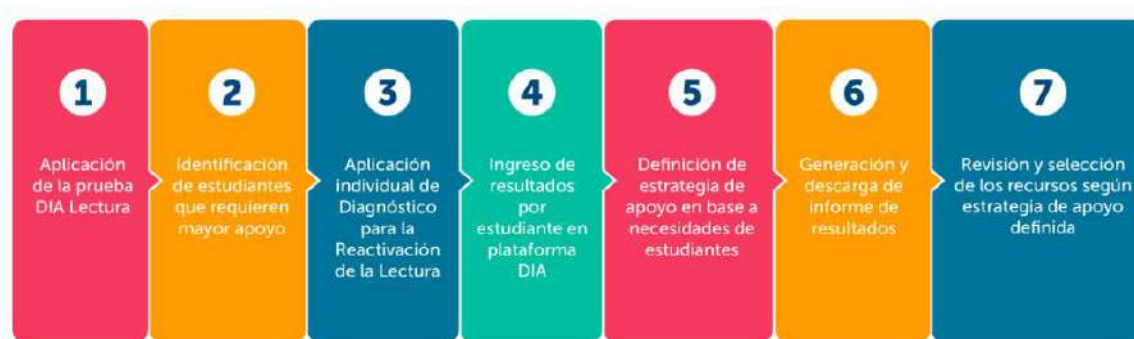 1
Aplicación
de la prueba
DIA Lectura
2
Identificación
de estudiantes
que requieren
mayor apoyo
3
Aplicación
individual de
Diagnóstico
para la
Reactivación
de la Lectura
4
Ingreso de
resultados
por
estudiante en
plataforma
DIA
5
Definición de
estrategia de
apoyo en base a
necesidades de
estudiantes
6
Generación y
descarga de
informe de
resultados
7
Revisión y selección
de los recursos según
estrategia de apoyo
definida